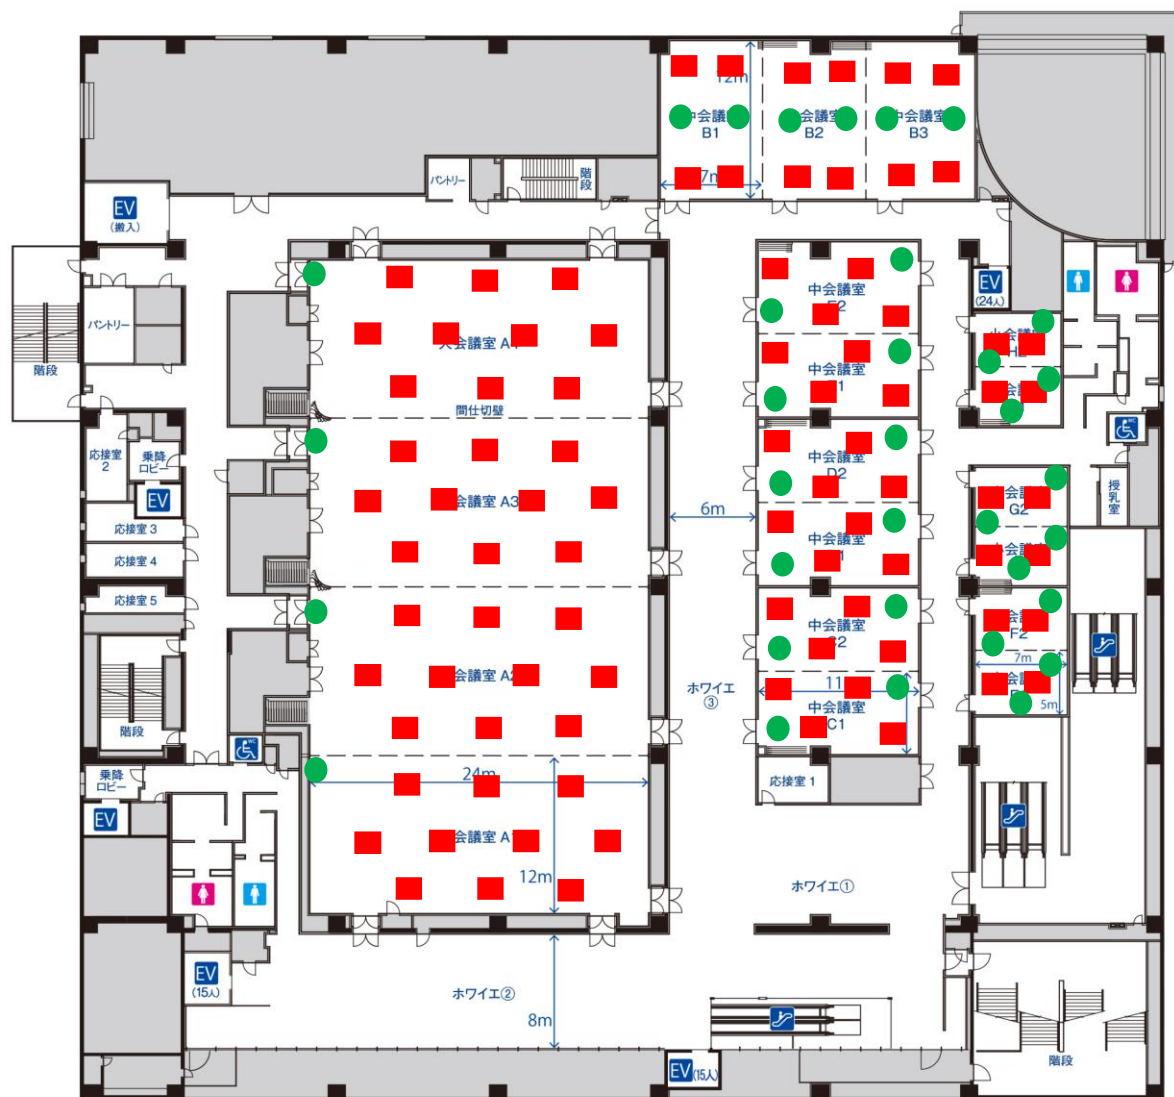 12m
中会議室
B1
会議室
B2
中会議室
B3
7m
パントリー
階段
EV
(搬入)
パントリー
階段
中会議室
EV
(24人)
会議室 A4
間仕切壁
応接室
2
乗降
ロビー
EV
応接室 3
応接室 4
応接室 5
階段
乗降
ロビー
EV
会議室 A3
会議室 A2
24m
会議室 A1
12m
6m
中会議室
D2
中会議室
中会議室
C2
11
中会議室
C1
応接室 1
ホワイエ
③
WC
授乳室
G2
F2
7m
5m
WC
ホワイエ①
EV
(15人)
ホワイエ②
8m
EV(15人)
階段